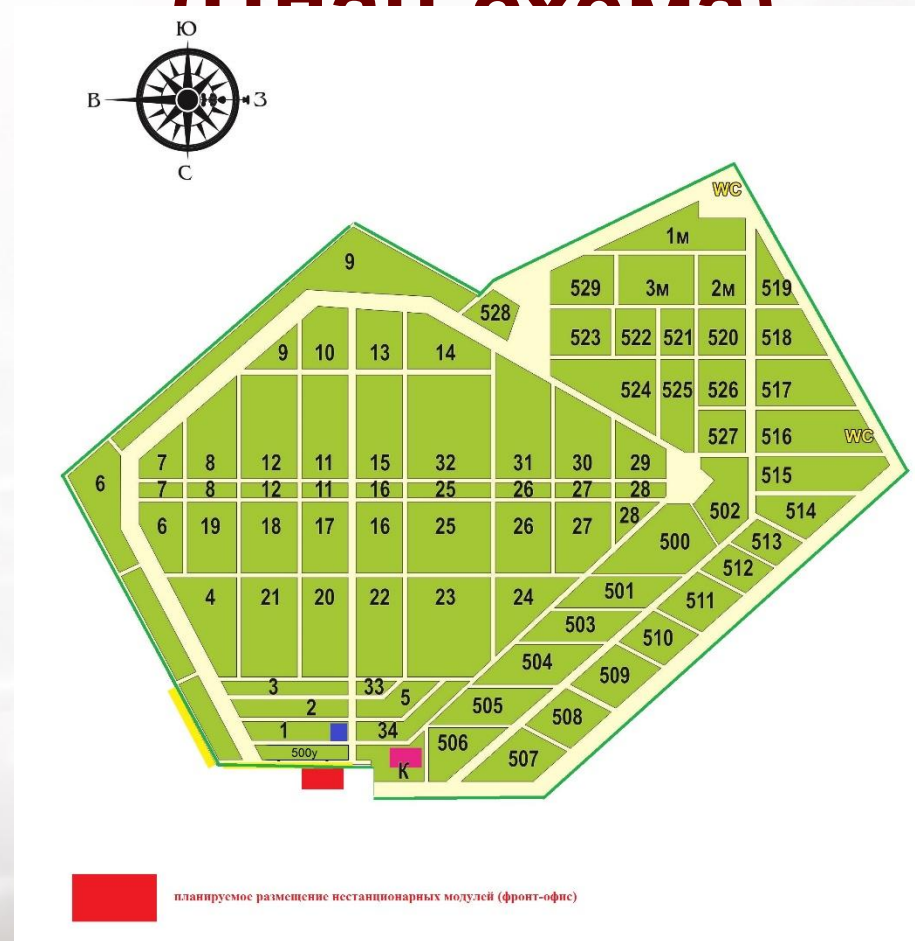 (План-схема)
Ю
В З
С
WC
1м
9
529 3м 2м 519
528
523 522 521 520 518
9 10 13 14
524 525 526 517
527 516 WC
7 8 12 11 15 32 31 30 29
515
6
7 8 12 11 16 25 26 27 28
502 514
6 19 18 17 16 25 26 27 28
500 513
512
4 21 20 22 23 24 501 511
503 510
504 509
3 33
5 505 508
2
1 34
506 507
500у
К
планируемое размещение нестанционарных модулей (фронт-офис)